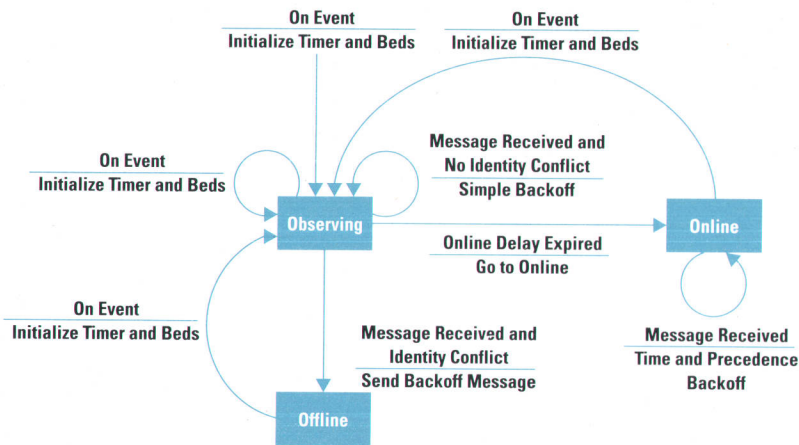 On Event
Initialize Timer and Beds
On Event
Initialize Timer and Beds
On Event
Initialize Timer and Beds
Message Received and
No Identity Conflict
Simple Backoff
Observing
Online
Online Delay Expired
Go to Online
On Event
Initialize Timer and Beds
Message Received and
Identity Conflict
Send Backoff Message
Message Received
Time and Precedence
Backoff
Offline